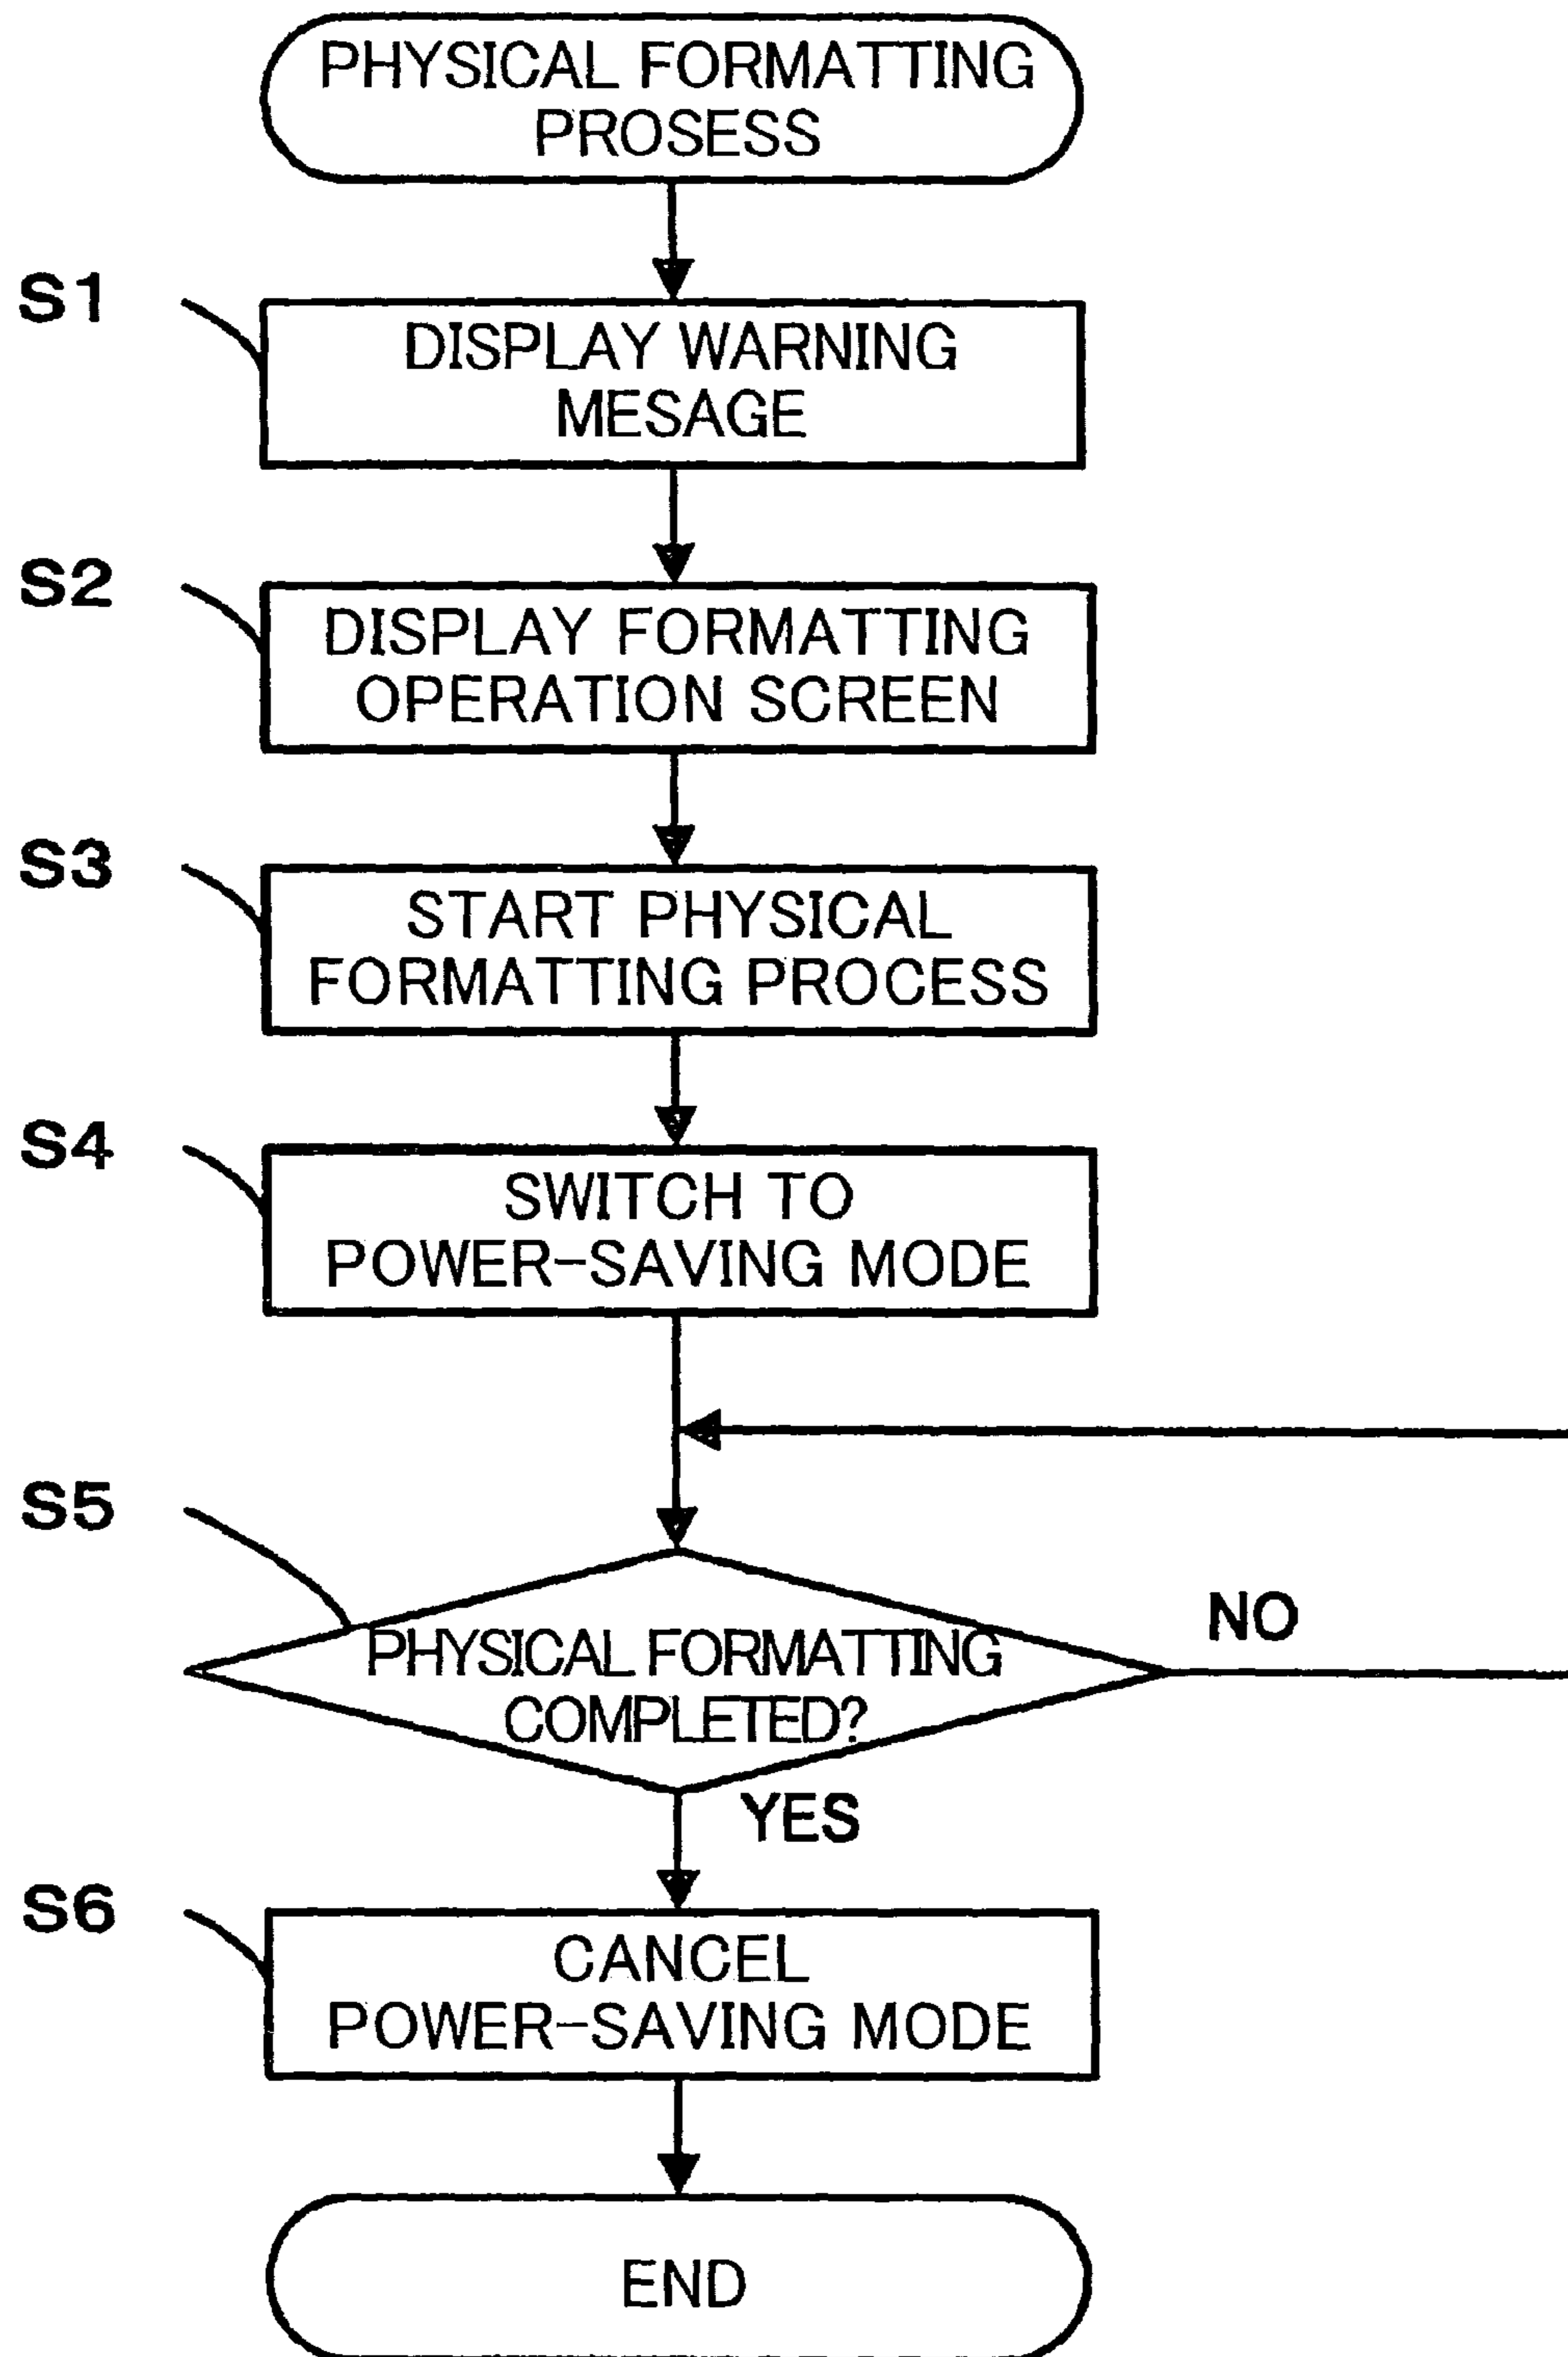 PHYSICAL FORMATTING
PROSESS
S1
DISPLAY WARNING
MESAGE
S2
DISPLAY FORMATTING
OPERATION SCREEN
S3
START PHYSICAL
FORMATTING PROCESS
S4
SWITCH TO
POWER-SAVING MODE
S5
PHYSICAL FORMATTING
COMPLETED?
NO
YES
S6
CANCEL
POWER-SAVING MODE
END